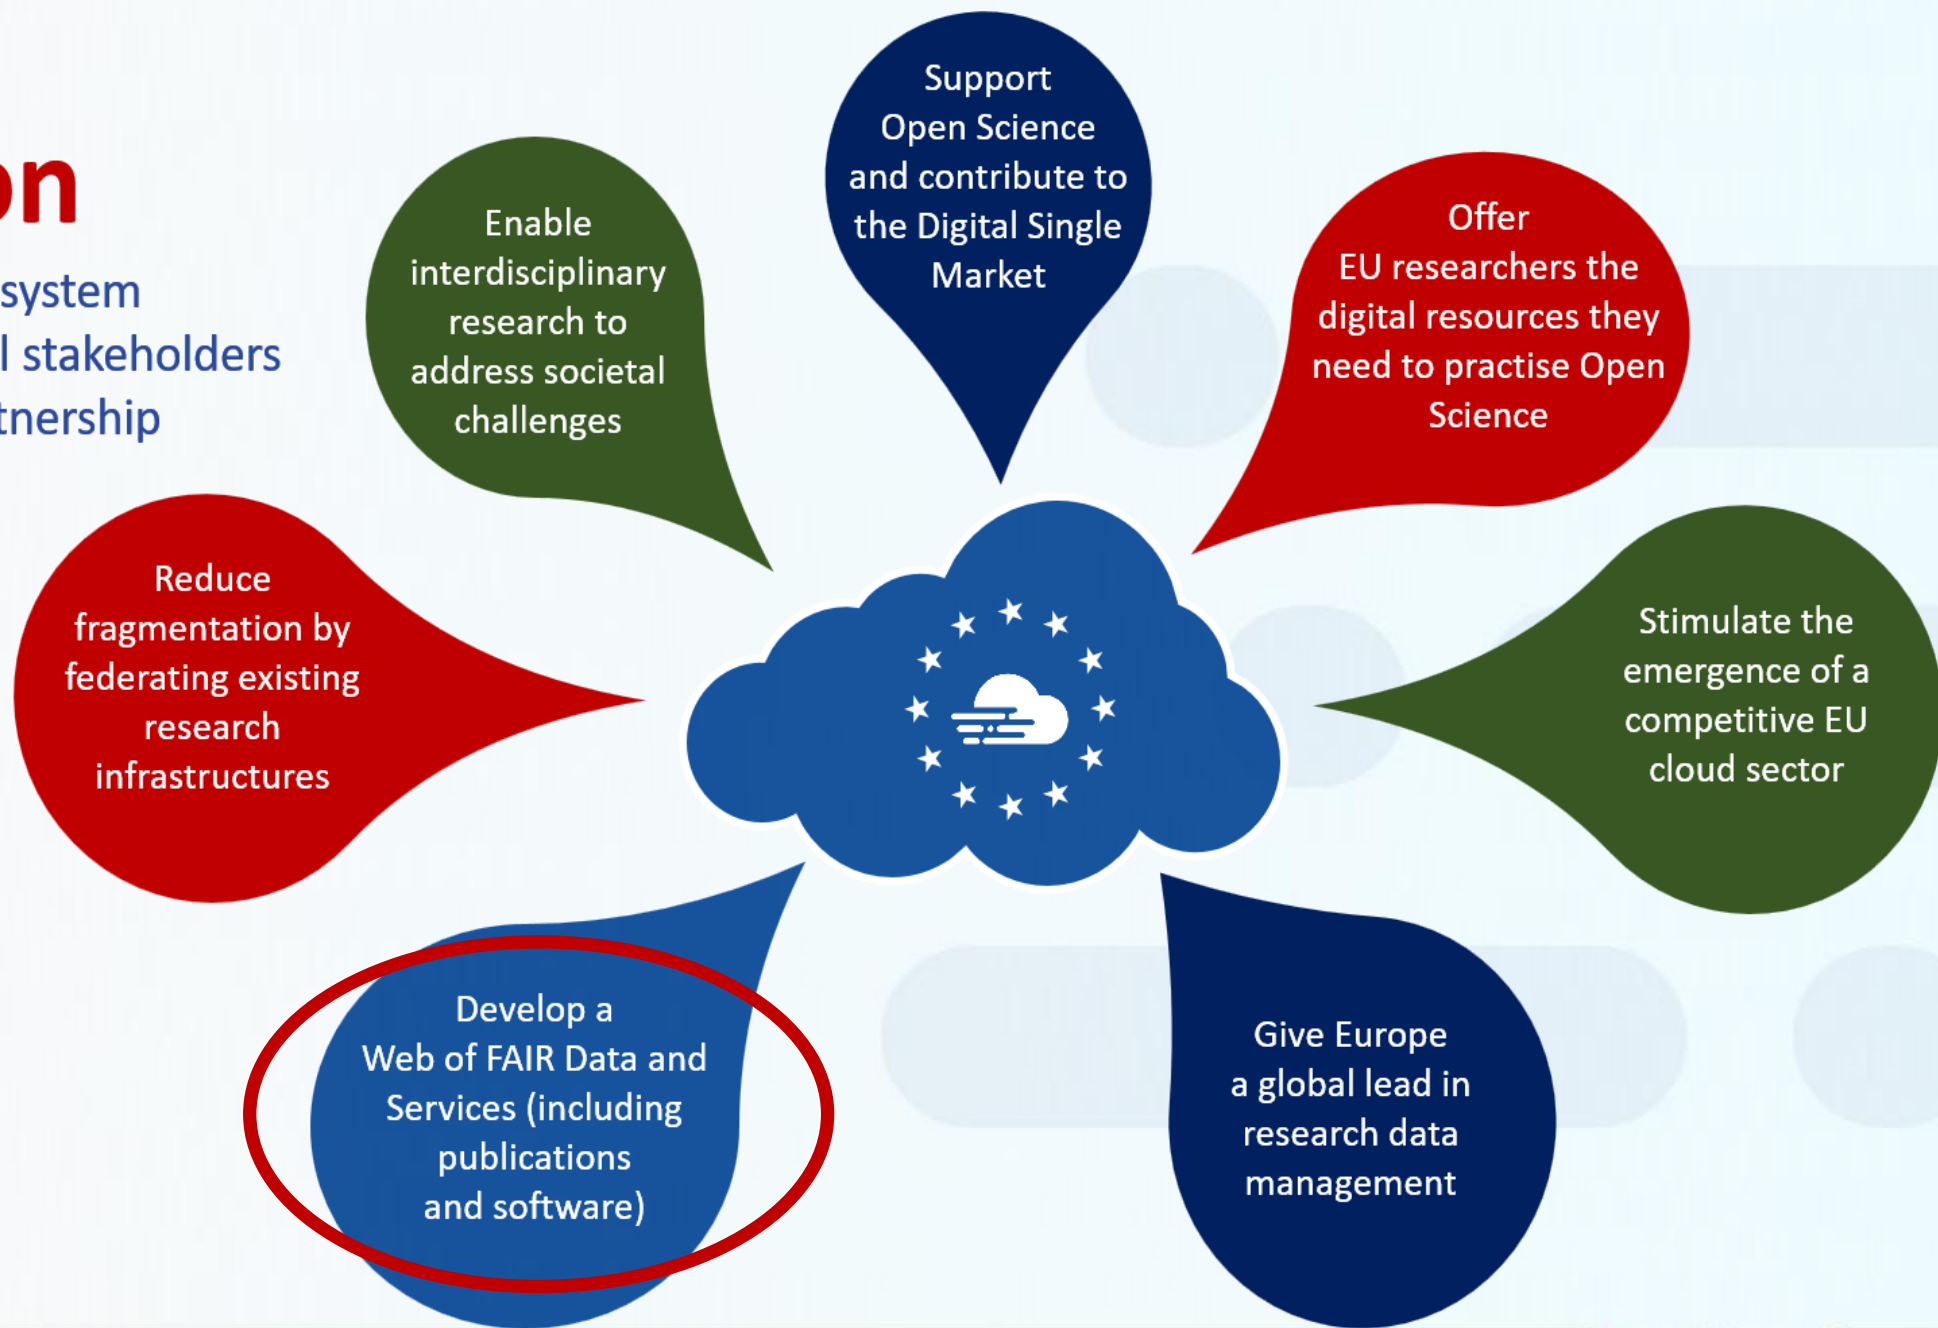 on
system
l stakeholders
tnership
Support
Open Science
and contribute to
the Digital Single
Market
Enable
interdisciplinary
research to
address societal
challenges
Offer
EU researchers the
digital resources they
need to practise Open
Science
Reduce
fragmentation by
federating existing
research
infrastructures
Stimulate the
emergence of a
competitive EU
cloud sector
Develop a
Web of FAIR Data and
Services (including
publications
and software)
Give Europe
a global lead in
research data
management